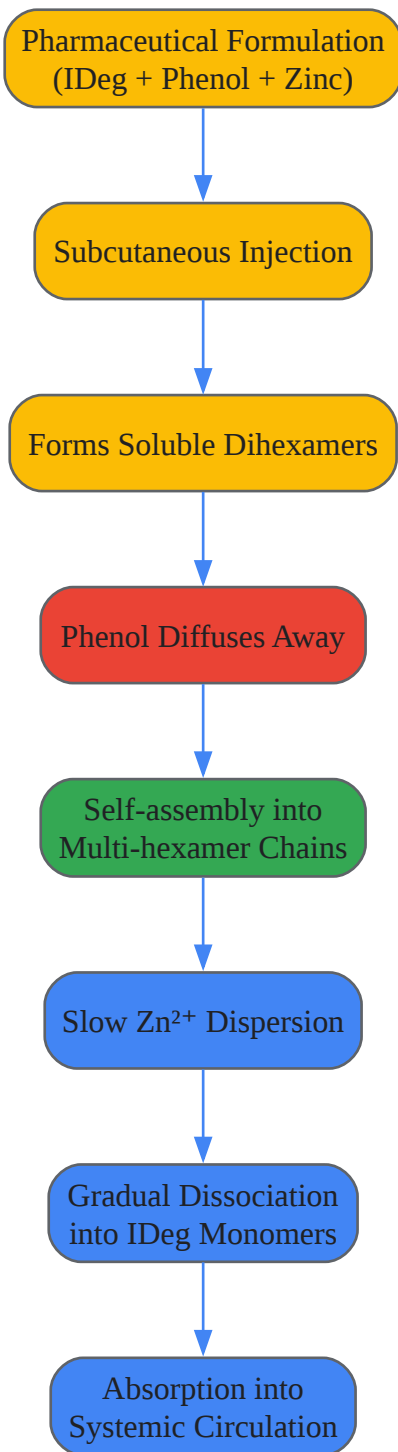 Pharmaceutical Formulation
(IDeg + Phenol + Zinc)
Subcutaneous Injection
Forms Soluble Dihexamers
Phenol Diffuses Away
Self-assembly into
Multi-hexamer Chains
Slow Zn²⁺ Dispersion
Gradual Dissociation
into IDeg Monomers
Absorption into
Systemic Circulation